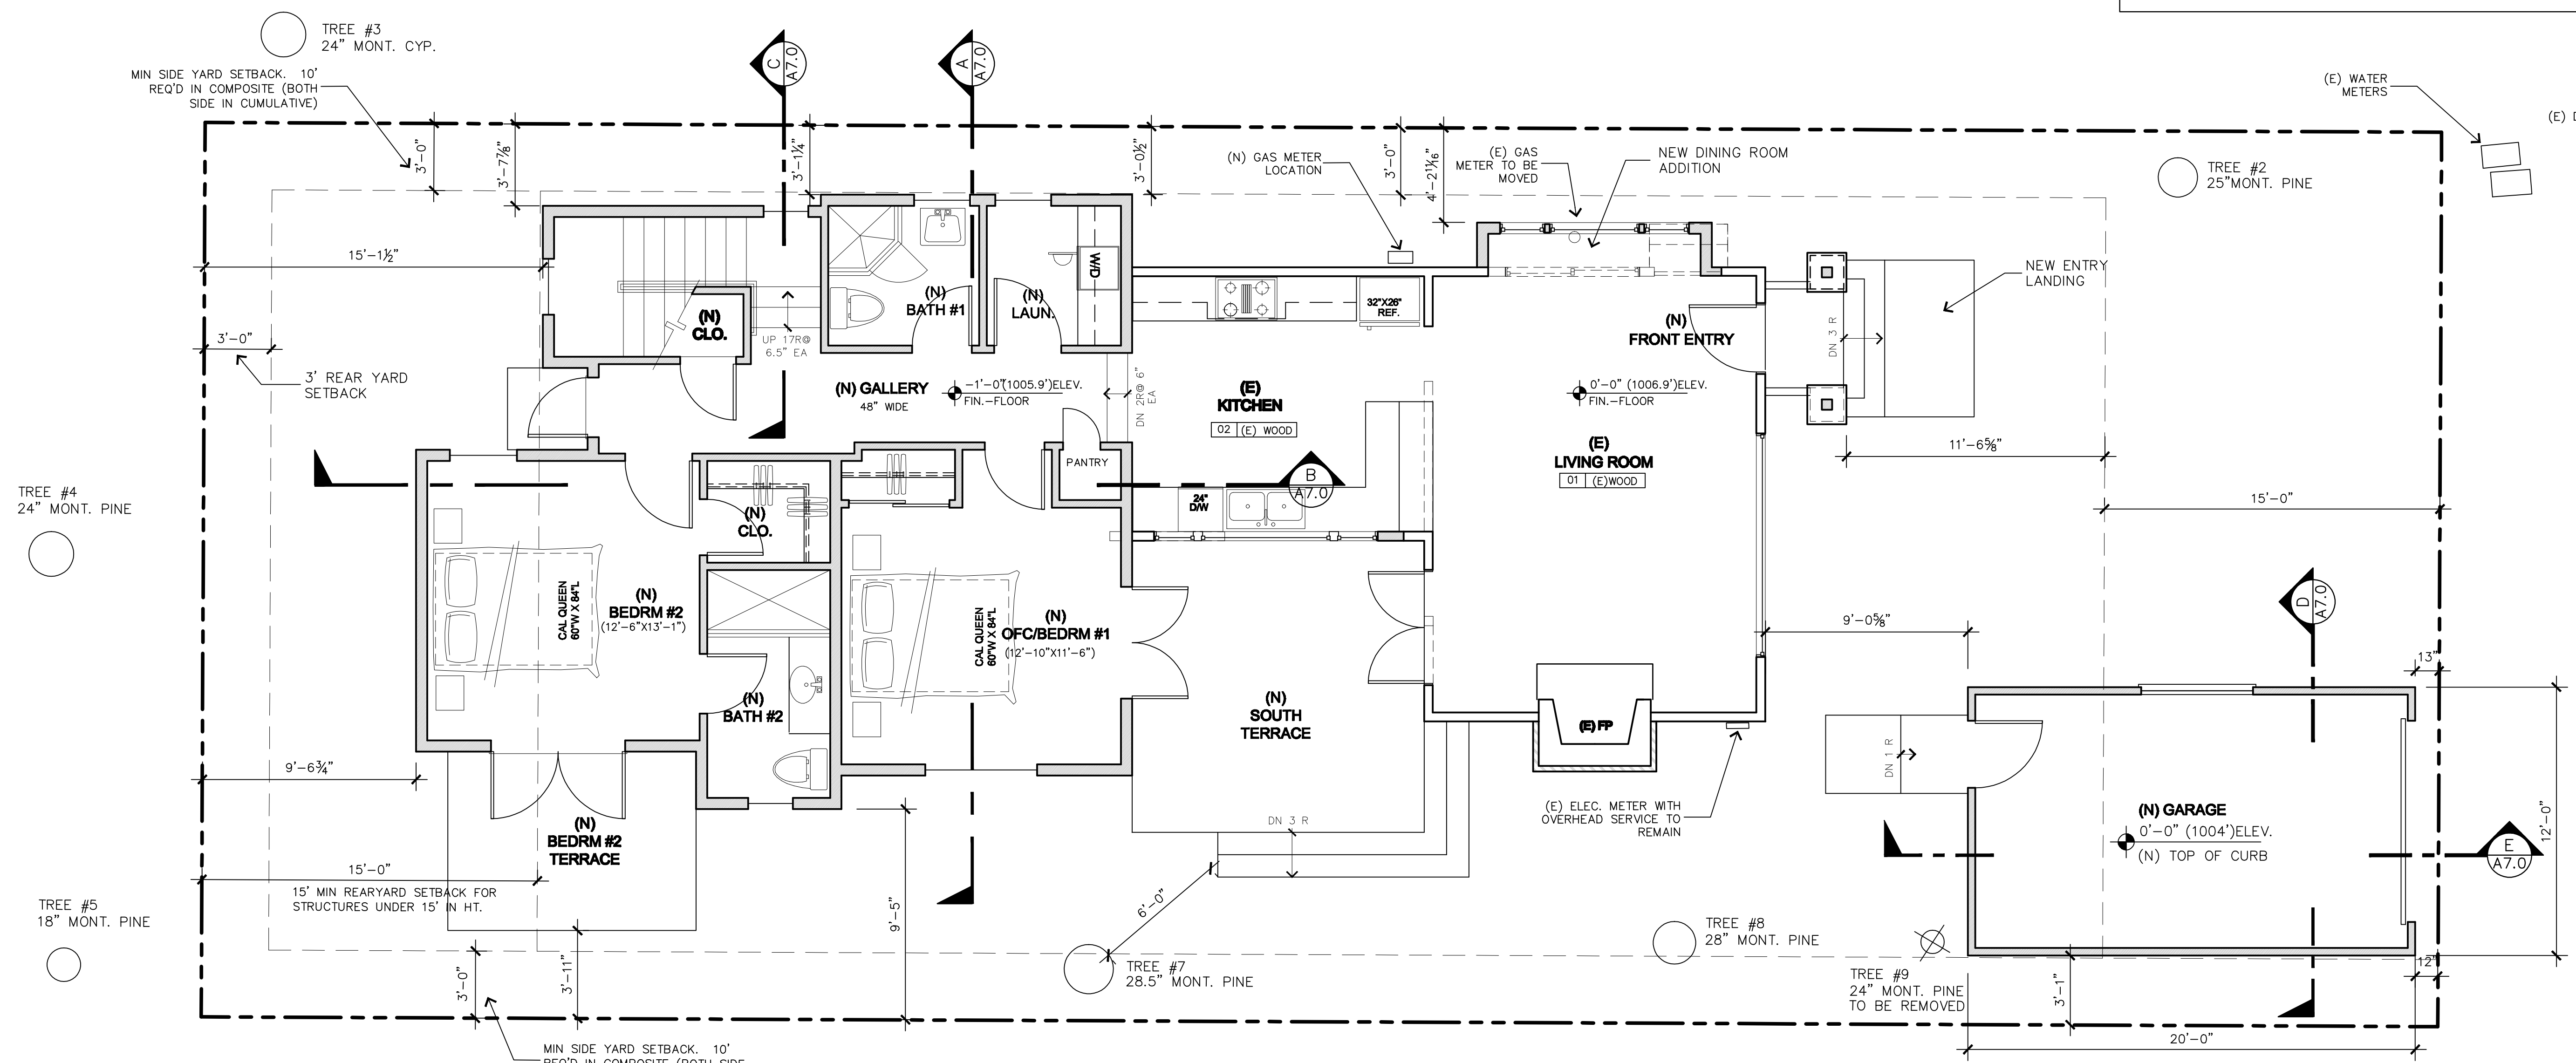 TREE #3
24" MONT. CYP.
MIN SIDE YARD SETBACK. 10'
REQ'D IN COMPOSITE (BOTH
SIDE IN CUMULATIVE)
C
A7.0
A
A7.0
(E) WATER
METERS
(E) D
3'-0"
3'-7⅞"
3'-1¼"
3'-0½"
3'-0"
4'-2¹¹⁄₁₆"
(N) GAS METER
LOCATION
(E) GAS
METER TO BE
MOVED
NEW DINING ROOM
ADDITION
TREE #2
25"MONT. PINE
15'-1½"
W/D
(N)
BATH #1
(N)
LAUN.
32"X26"
REF.
NEW ENTRY
LANDING
(N)
CLO.
UP 17R@
6.5" EA
(N)
FRONT ENTRY
DN 3 R
3'-0"
3' REAR YARD
SETBACK
(N) GALLERY
48" WIDE
-1'-0"(1005.9')ELEV.
FIN.-FLOOR
DN 2R@ 6"
EA
(E)
KITCHEN
02 (E) WOOD
0'-0" (1006.9')ELEV.
FIN.-FLOOR
(E)
LIVING ROOM
01 (E)WOOD
11'-6⅝"
PANTRY
B
A7.0
TREE #4
24" MONT. PINE
15'-0"
24"
D/W
(N)
CLO.
CAL QUEEN
60"W X 84"L
(N)
BEDRM #2
(12'-6"X13'-1")
CAL QUEEN
60"W X 84"L
(N)
OFC/BEDRM #1
(12'-10"X11'-6")
D
A7.0
9'-0⅝"
13"
(N)
BATH #2
(N)
SOUTH
TERRACE
(E) FP
DN 1 R
9'-6¾"
(E) ELEC. METER WITH
OVERHEAD SERVICE TO
REMAIN
(N) GARAGE
0'-0" (1004')ELEV.
(N) TOP OF CURB
12'-0"
E
A7.0
(N)
BEDRM #2
TERRACE
DN 3 R
15'-0"
15' MIN REARYARD SETBACK FOR
STRUCTURES UNDER 15' IN HT.
TREE #5
18" MONT. PINE
9'-5"
6'-0"
TREE #8
28" MONT. PINE
TREE #7
28.5" MONT. PINE
TREE #9
24" MONT. PINE
TO BE REMOVED
12"
3'-0"
3'-11"
3'-1"
20'-0"
MIN SIDE YARD SETBACK. 10'
REQ'D IN COMPOSITE (BOTH SIDE